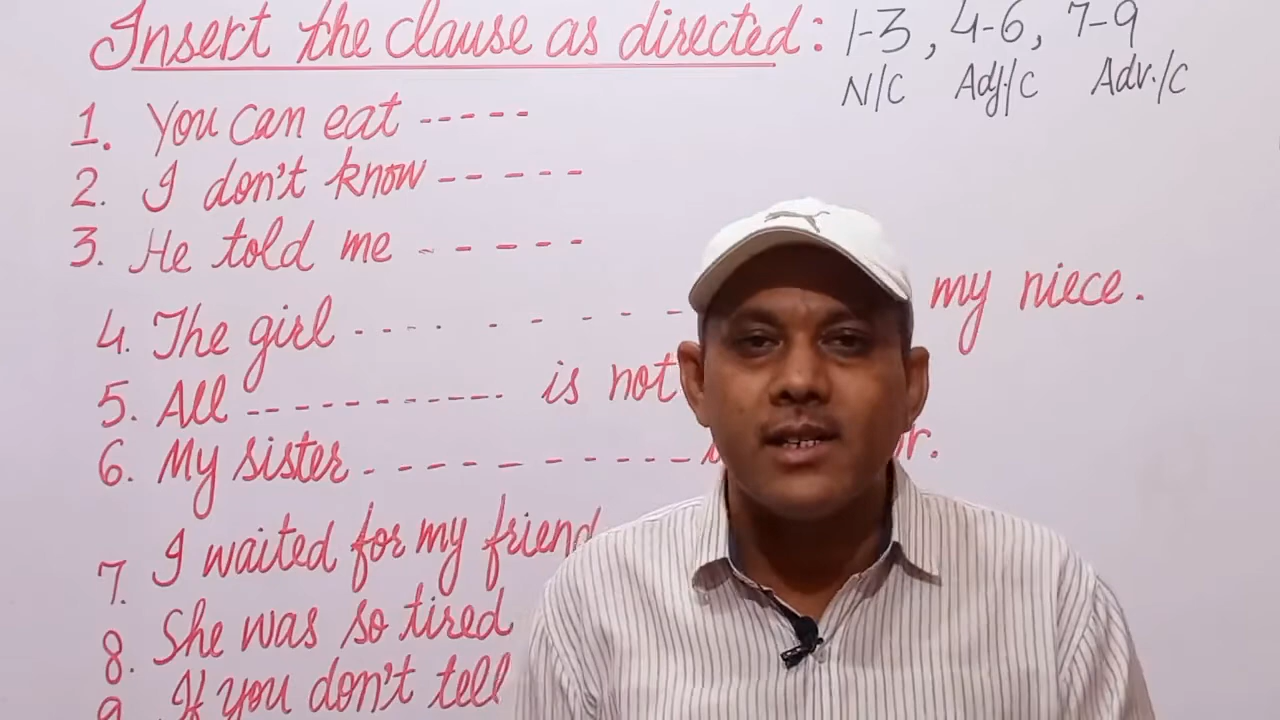 Insert the clause as directed: 1-3, 4-6, 7-9
N/C Adj./C Adv./C
1. You can eat -----
2. I don't know -----
3. He told me -----
4. The girl ---- - - - - - - my niece.
5. All ----------- is not
6. My sister - - - - - - - - - - - r.
7. I waited for my friend
8. She was so tired
9. If you don't tell